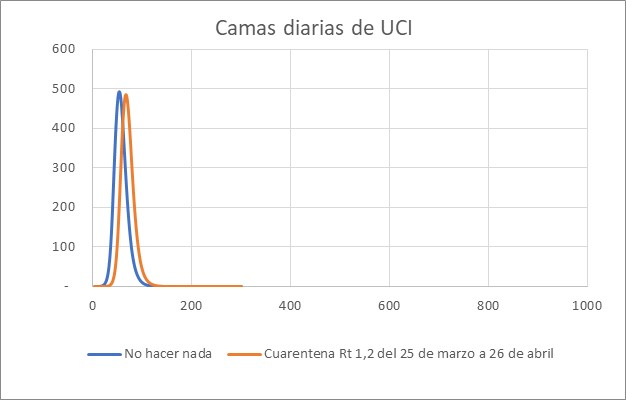 Camas diarias de UCI
600
500
400
300
200
100
-
0 200 400 600 800 1000
No hacer nada Cuarentena Rt 1,2 del 25 de marzo a 26 de abril